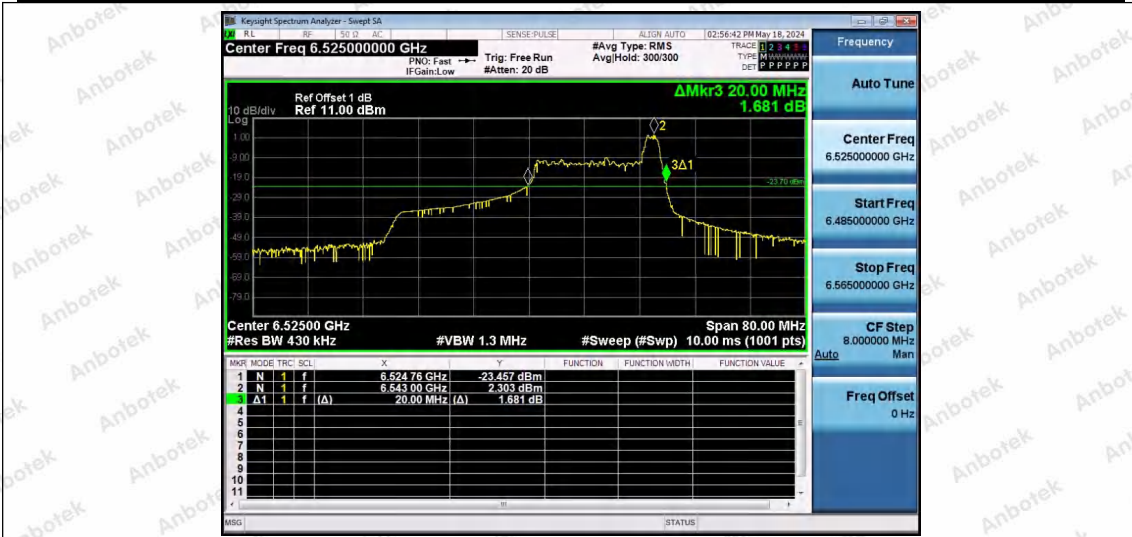 Keysight Spectrum Analyzer - Swept SA
RL RF 50 Ω AC SENSE:PULSE ALIGN AUTO 02:56:42 PM May 18, 2024
Center Freq 6.525000000 GHz
PNO: Fast
IFGain:Low
Trig: Free Run
#Atten: 20 dB
#Avg Type: RMS
Avg|Hold: 300/300
TRACE 1 2 3 4 5 6
TYPE M
DET P P P P P P
ΔMkr3 20.00 MHz
1.681 dB
Ref Offset 1 dB
10 dB/div Ref 11.00 dBm
Log
1.00
-9.00
-19.0
-29.0
-39.0
-49.0
-59.0
-69.0
-79.0
2
3Δ1
-23.70 dBm
Center 6.52500 GHz Span 80.00 MHz
#Res BW 430 kHz #VBW 1.3 MHz #Sweep (#Swp) 10.00 ms (1001 pts)
MKR MODE TRC SCL X Y FUNCTION FUNCTION WIDTH FUNCTION VALUE
1 N 1 f 6.524 76 GHz -23.457 dBm
2 N 1 f 6.543 00 GHz 2.303 dBm
3 Δ1 1 f (Δ) 20.00 MHz (Δ) 1.681 dB
4
5
6
7
8
9
10
11
MSG STATUS
Frequency
Auto Tune
Center Freq
6.525000000 GHz
Start Freq
6.485000000 GHz
Stop Freq
6.565000000 GHz
CF Step
8.000000 MHz
Auto Man
Freq Offset
0 Hz
Anbotek